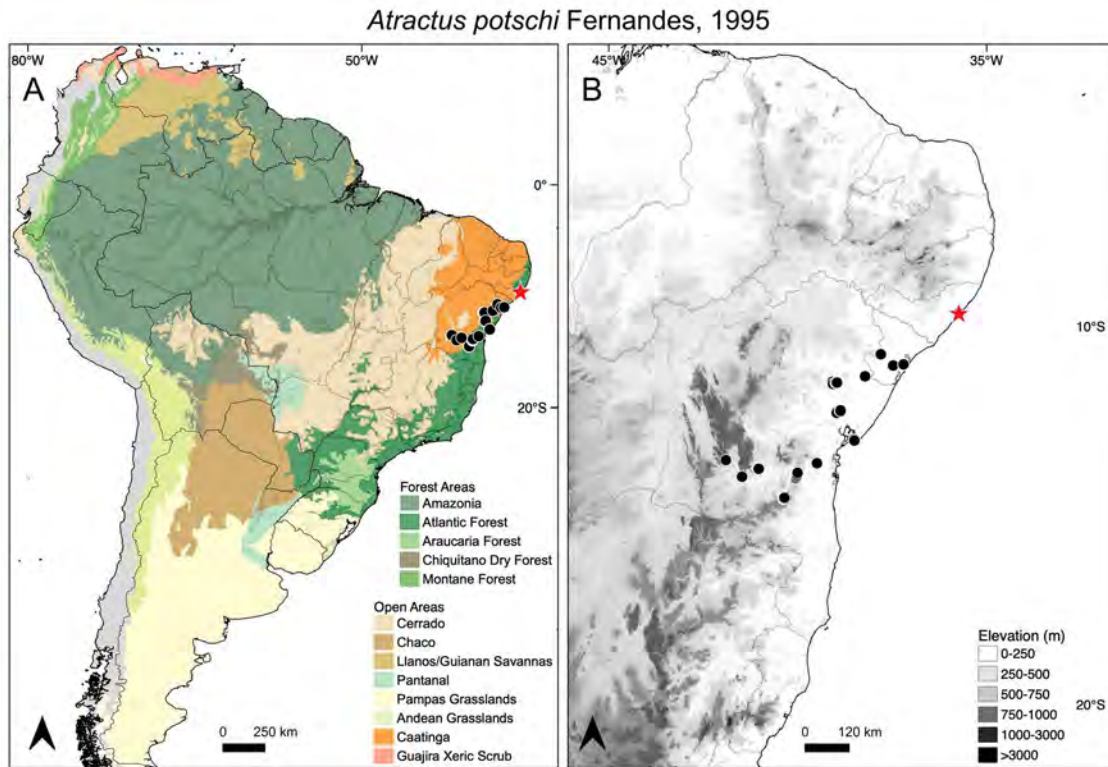 Atractus potschi Fernandes, 1995
A
80°W
50°W
0°
20°S
Forest Areas
Amazonia
Atlantic Forest
Araucaria Forest
Chiquitano Dry Forest
Montane Forest
Open Areas
Cerrado
Chaco
Llanos/Guianan Savannas
Pantanal
Pampas Grasslands
Andean Grasslands
Caatinga
Guajira Xeric Scrub
0 250 km
B
45°W
35°W
10°S
20°S
Elevation (m)
0-250
250-500
500-750
750-1000
1000-3000
>3000
0 120 km